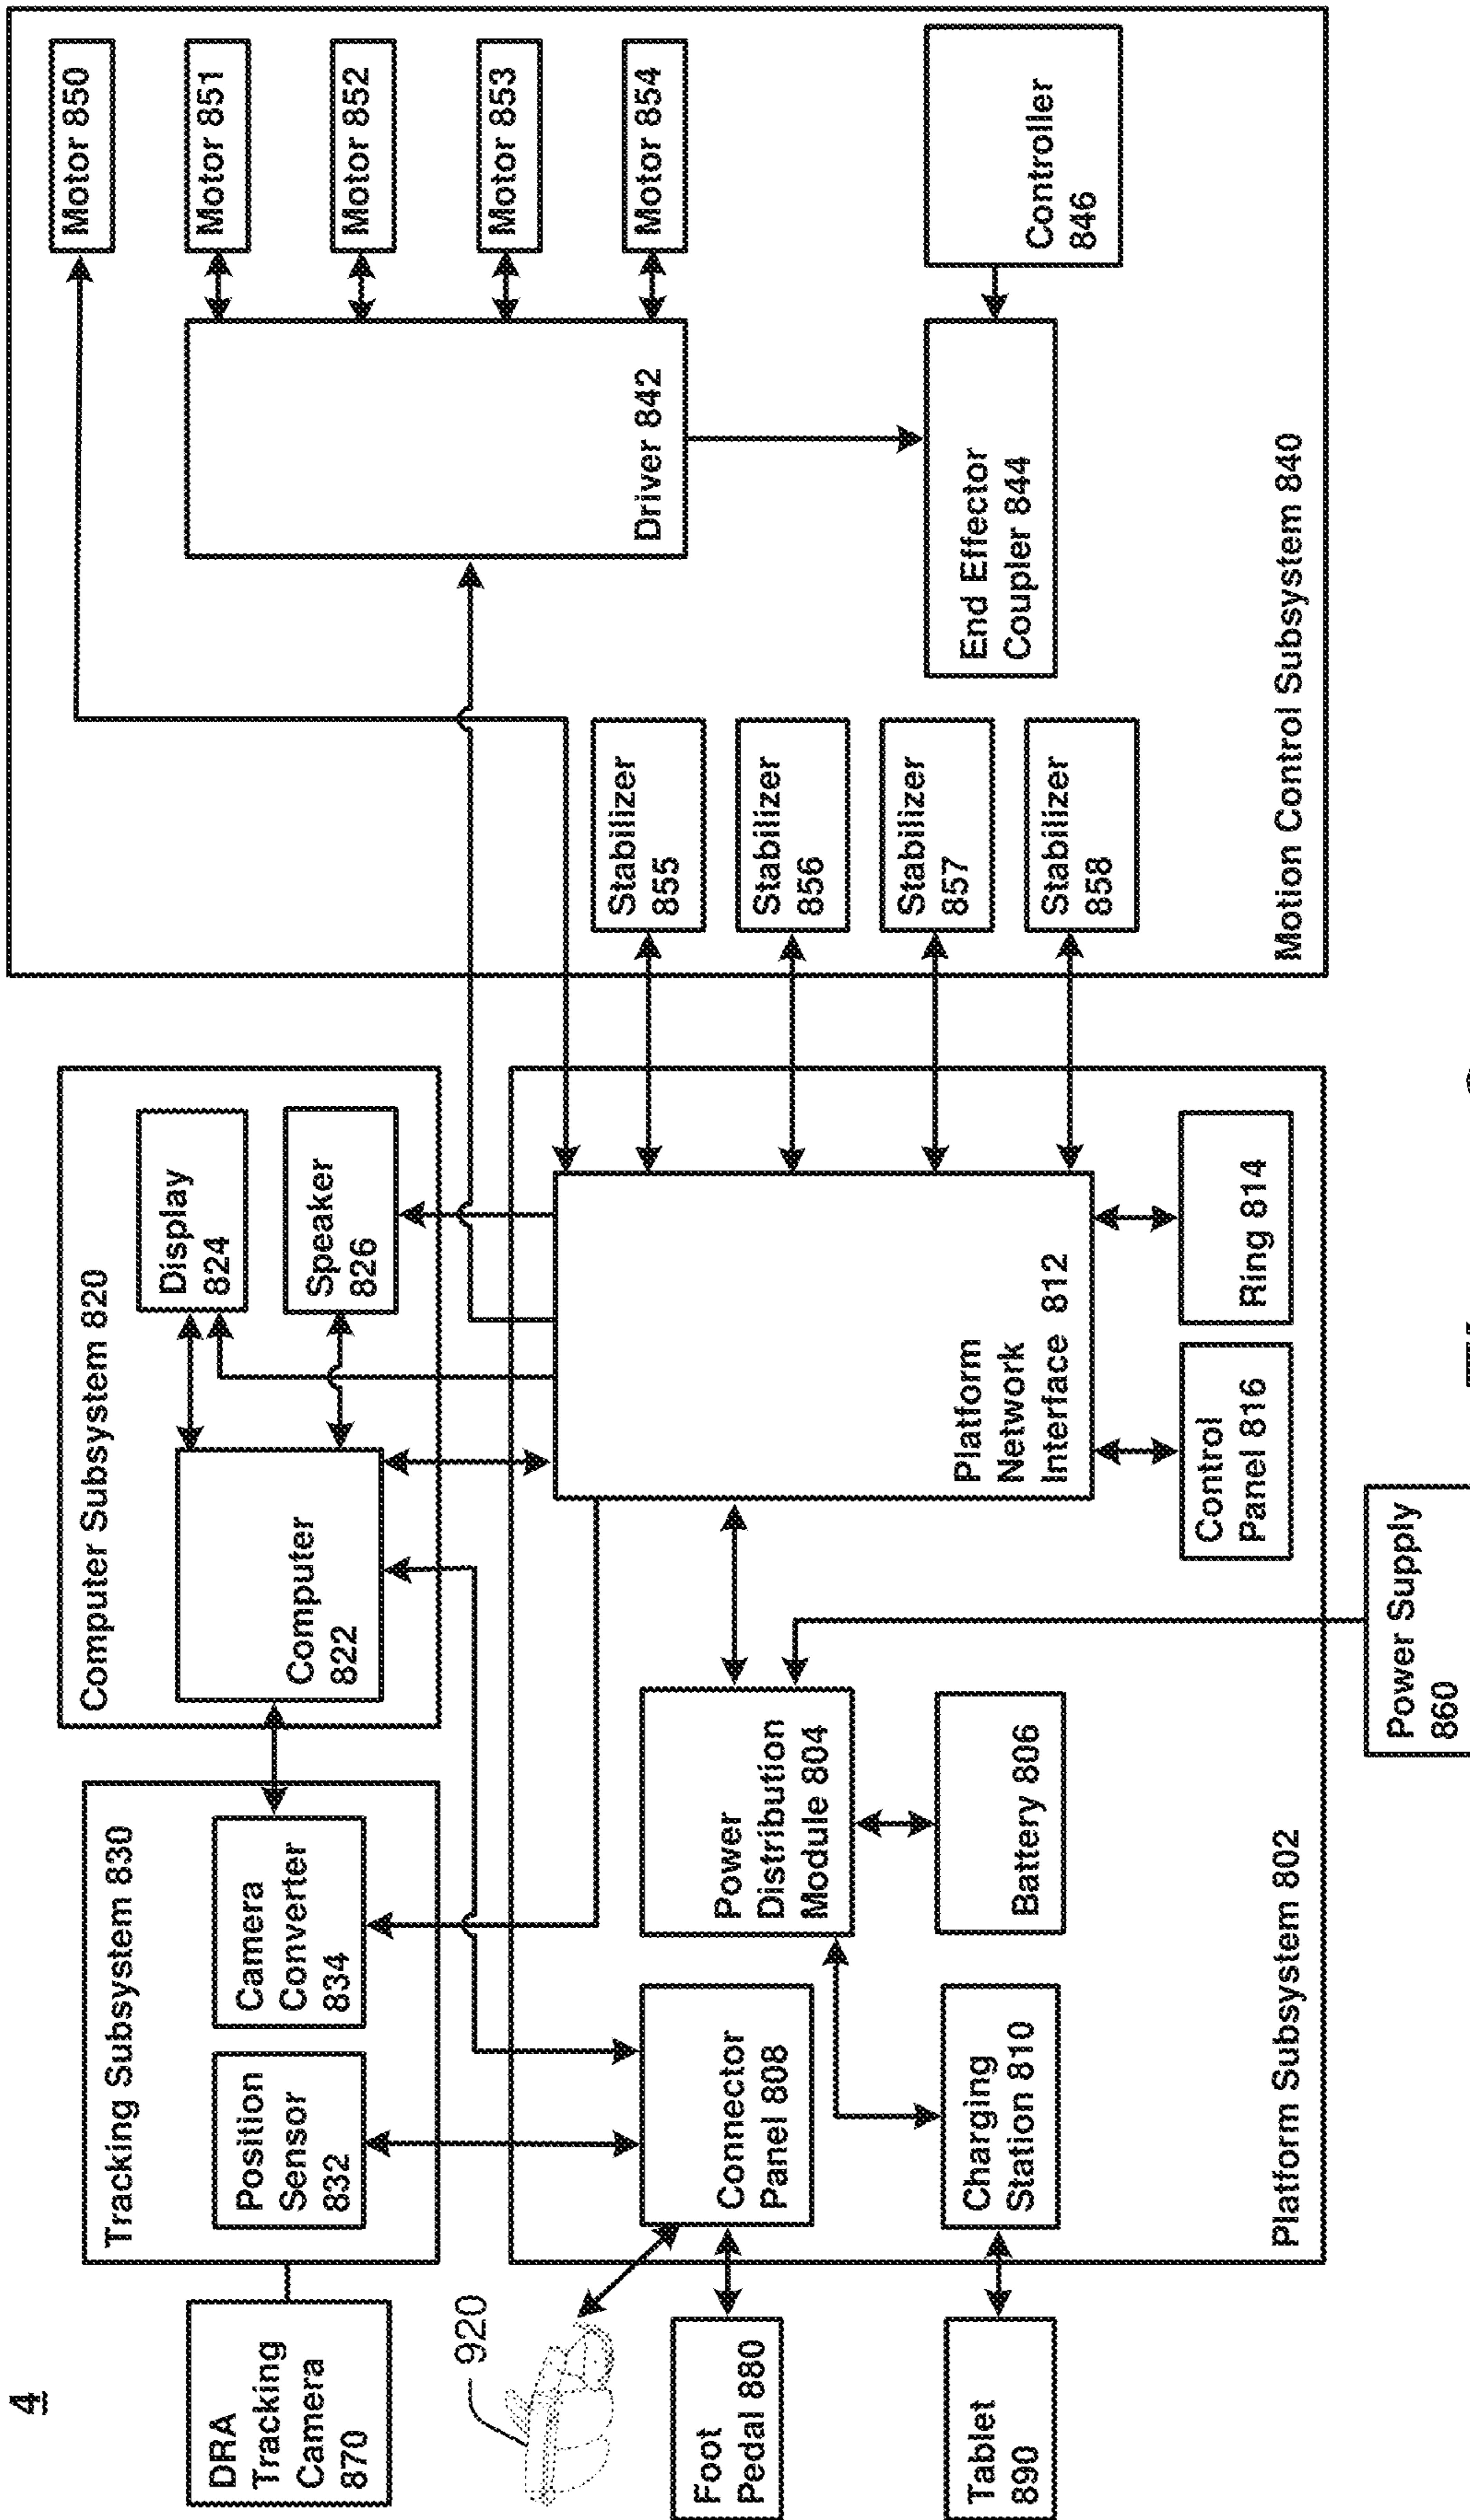 4
DRA
Tracking
Camera
870
Tracking Subsystem 830
Position
Sensor
832
Camera
Converter
834
Computer Subsystem 820
Computer
822
Display
824
Speaker
826
920
Foot
Pedal 880
Tablet
890
Connector
Panel 808
Charging
Station 810
Power
Distribution
Module 804
Battery 806
Platform
Network
Interface 812
Control
Panel 816
Ring 814
Platform Subsystem 802
Power Supply
860
Motor 850
Motor 851
Motor 852
Motor 853
Motor 854
Driver 842
Controller
846
End Effector
Coupler 844
Stabilizer
855
Stabilizer
856
Stabilizer
857
Stabilizer
858
Motion Control Subsystem 840